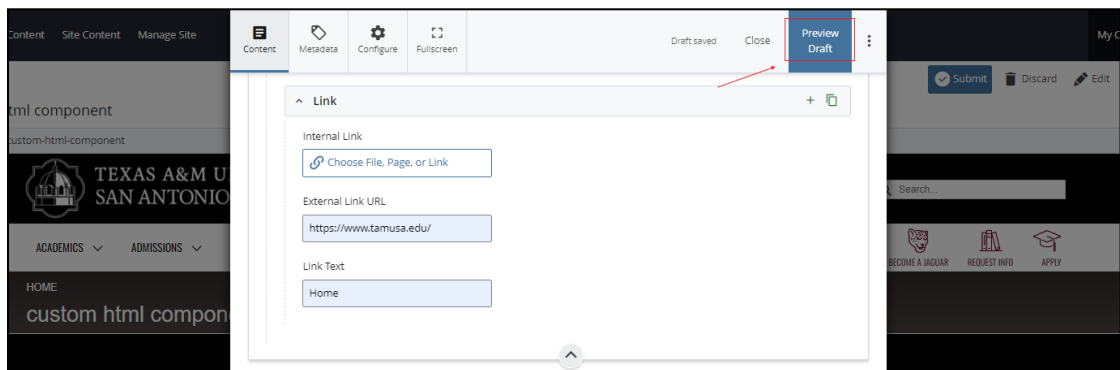 Content Site Content Manage Site
Content Metadata Configure Fullscreen
Draft saved Close Preview Draft
My C
Submit Discard Edit
tml component
custom-html-component
Link
Internal Link
Choose File, Page, or Link
External Link URL
https://www.tamusa.edu/
Link Text
Home
TEXAS A&M U
SAN ANTONIO
Search...
ACADEMICS ADMISSIONS
BECOME A JAGUAR REQUEST INFO APPLY
HOME
custom html compon